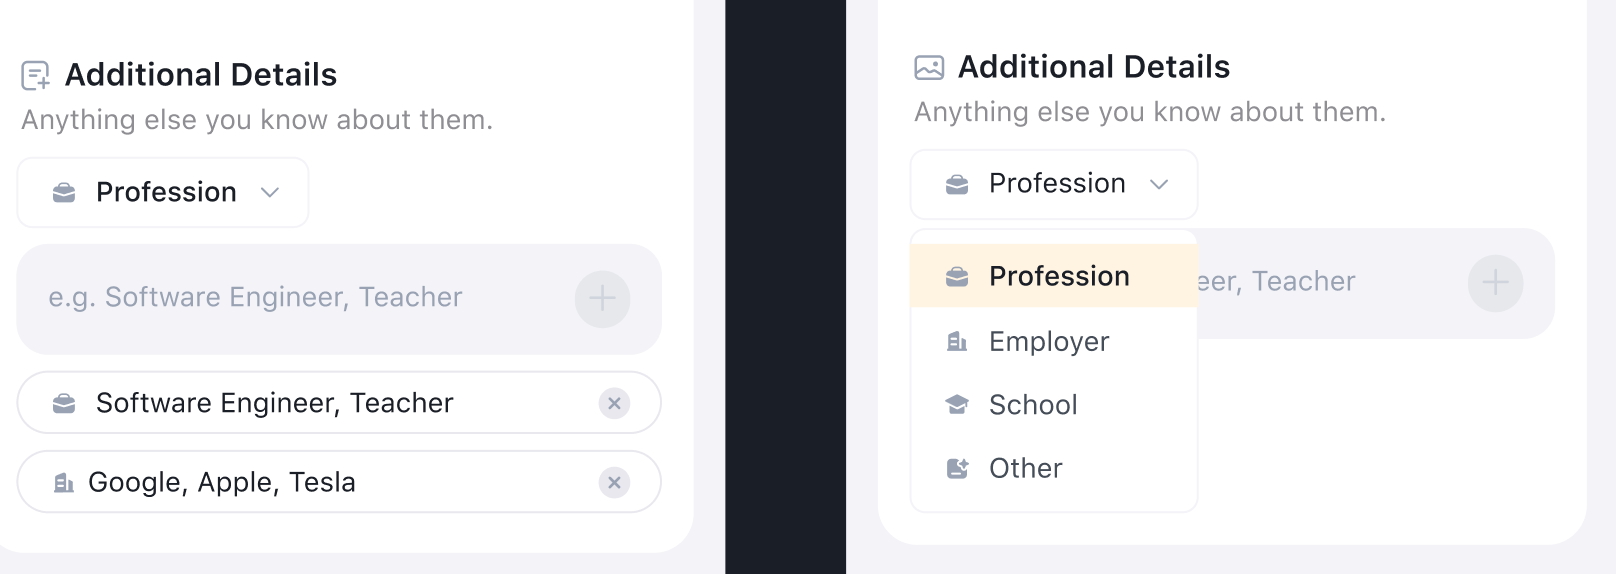 Additional Details
Anything else you know about them.
Profession
e.g. Software Engineer, Teacher
Software Engineer, Teacher
Google, Apple, Tesla
Additional Details
Anything else you know about them.
Profession
Profession
eer, Teacher
Employer
School
Other